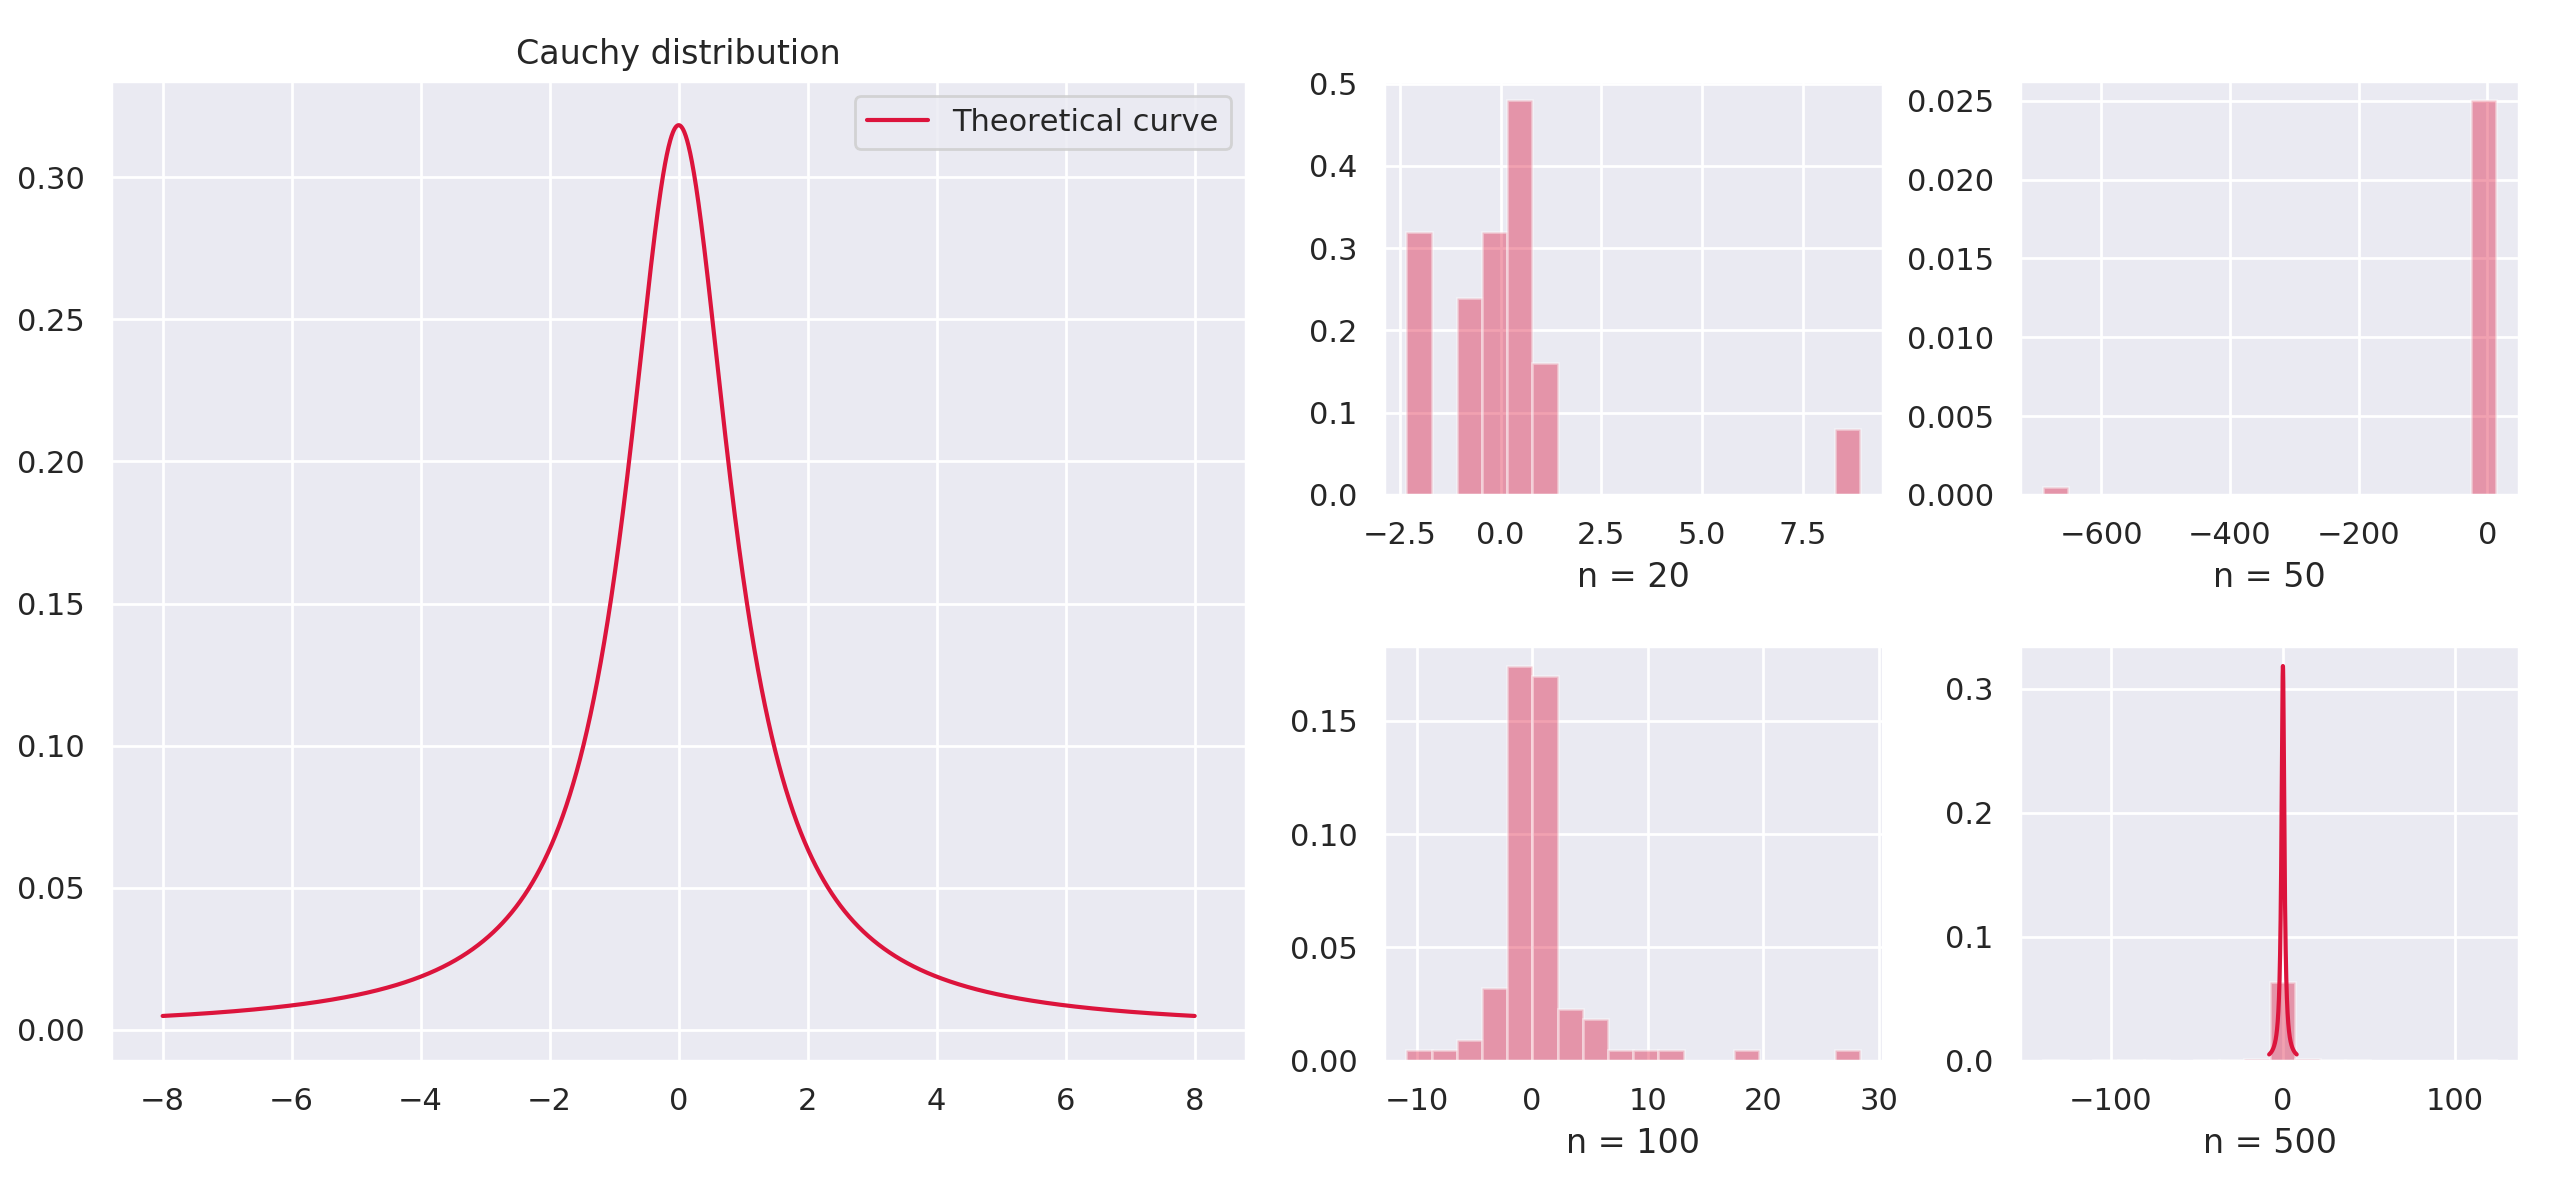 Cauchy distribution
Theoretical curve
0.30
0.25
0.20
0.15
0.10
0.05
0.00
−8 −6 −4 −2 0 2 4 6 8
0.5
0.4
0.3
0.2
0.1
0.0
−2.5 0.0 2.5 5.0 7.5
n = 20
0.025
0.020
0.015
0.010
0.005
0.000
−600 −400 −200 0
n = 50
0.15
0.10
0.05
0.00
−10 0 10 20 30
n = 100
0.3
0.2
0.1
0.0
−100 0 100
n = 500